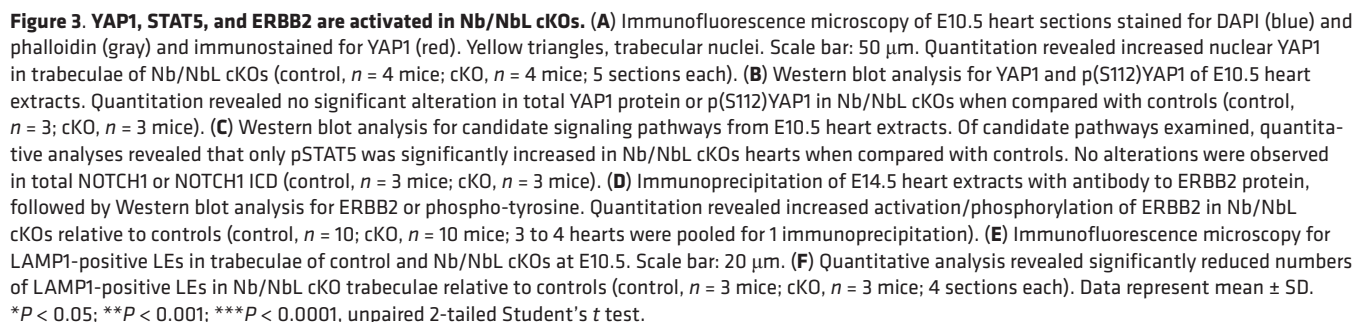 Figure 3. YAP1, STAT5, and ERBB2 are activated in Nb/NbL cKOs. (A) Immunofluorescence microscopy of E10.5 heart sections stained for DAPI (blue) and
phalloidin (gray) and immunostained for YAP1 (red). Yellow triangles, trabecular nuclei. Scale bar: 50 μm. Quantitation revealed increased nuclear YAP1
in trabeculae of Nb/NbL cKOs (control, n = 4 mice; cKO, n = 4 mice; 5 sections each). (B) Western blot analysis for YAP1 and p(S112)YAP1 of E10.5 heart
extracts. Quantitation revealed no significant alteration in total YAP1 protein or p(S112)YAP1 in Nb/NbL cKOs when compared with controls (control,
n = 3; cKO, n = 3 mice). (C) Western blot analysis for candidate signaling pathways from E10.5 heart extracts. Of candidate pathways examined, quantita-
tive analyses revealed that only pSTAT5 was significantly increased in Nb/NbL cKOs hearts when compared with controls. No alterations were observed
in total NOTCH1 or NOTCH1 ICD (control, n = 3 mice; cKO, n = 3 mice). (D) Immunoprecipitation of E14.5 heart extracts with antibody to ERBB2 protein,
followed by Western blot analysis for ERBB2 or phospho-tyrosine. Quantitation revealed increased activation/phosphorylation of ERBB2 in Nb/NbL
cKOs relative to controls (control, n = 10; cKO, n = 10 mice; 3 to 4 hearts were pooled for 1 immunoprecipitation). (E) Immunofluorescence microscopy for
LAMP1-positive LEs in trabeculae of control and Nb/NbL cKOs at E10.5. Scale bar: 20 μm. (F) Quantitative analysis revealed significantly reduced numbers
of LAMP1-positive LEs in Nb/NbL cKO trabeculae relative to controls (control, n = 3 mice; cKO, n = 3 mice; 4 sections each). Data represent mean ± SD.
*P < 0.05; **P < 0.001; ***P < 0.0001, unpaired 2-tailed Student's t test.